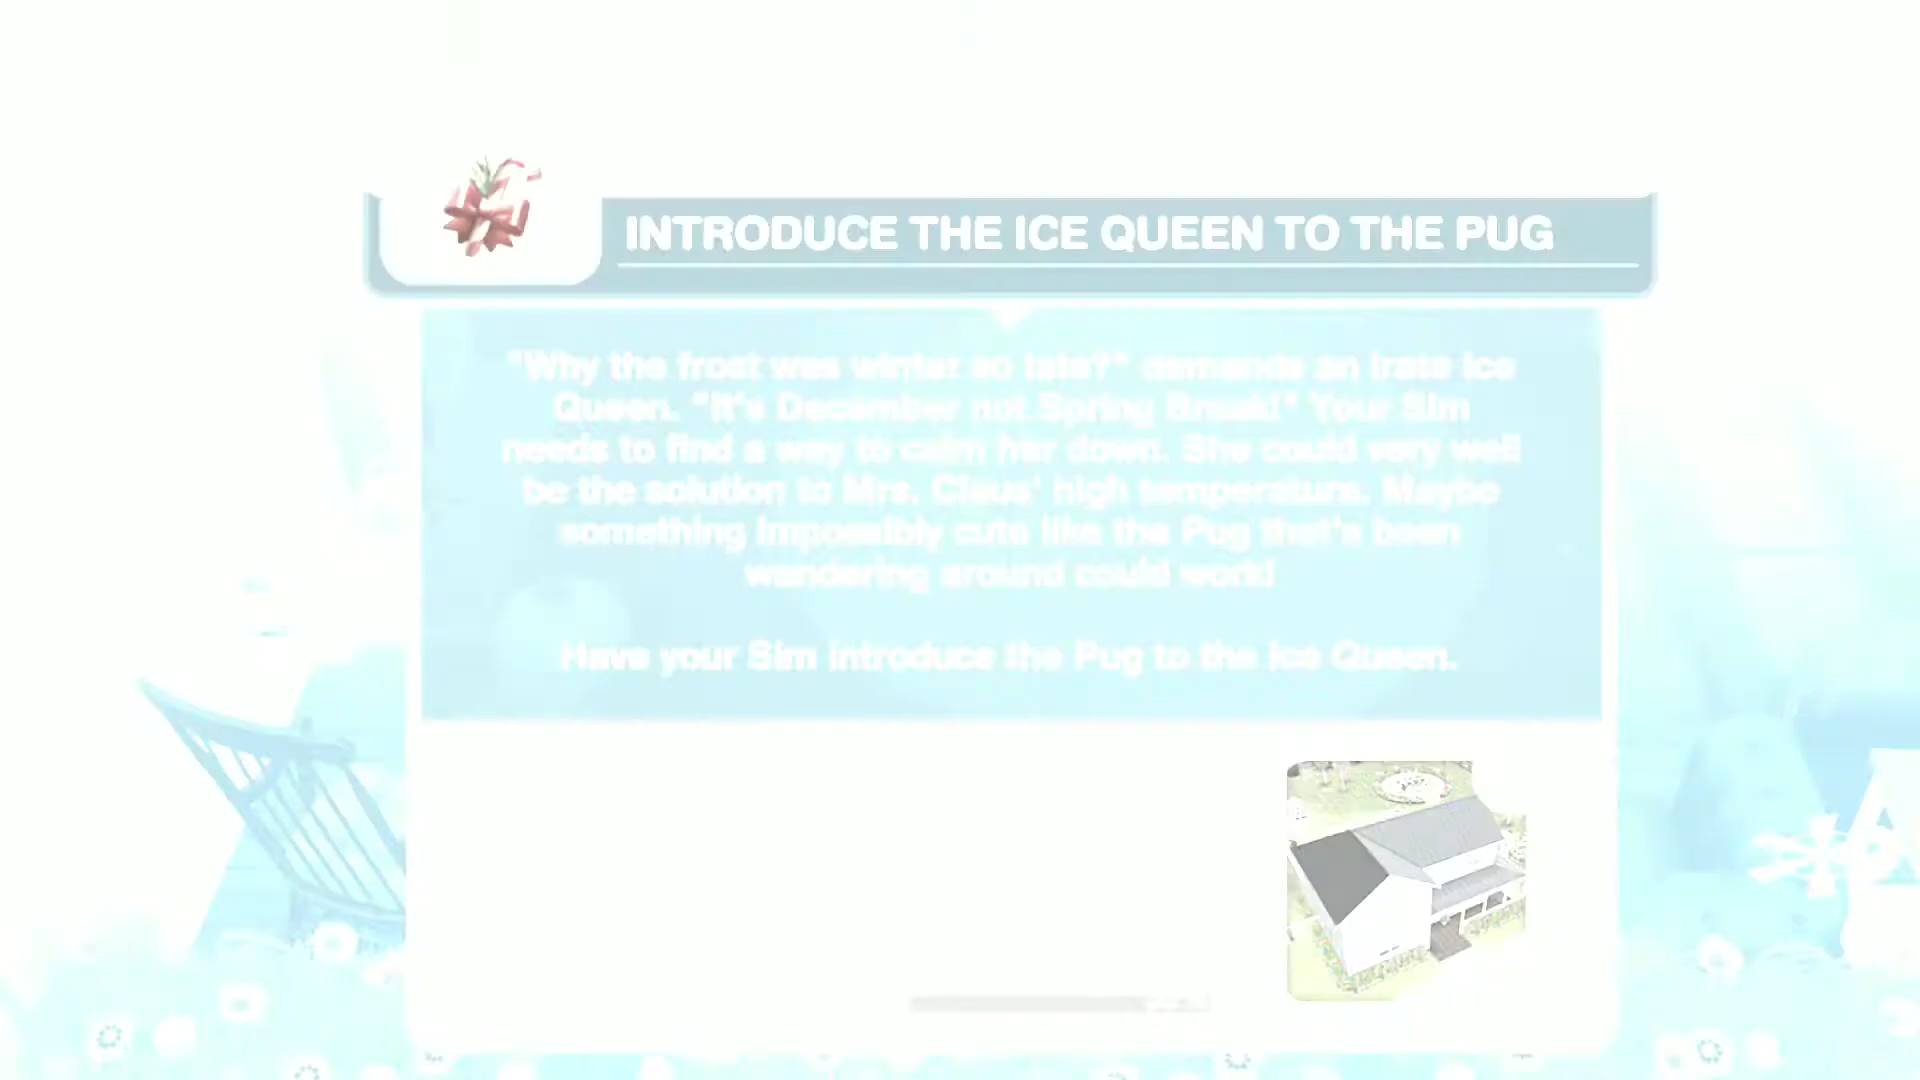 INTRODUCE THE ICE QUEEN TO THE PUG
"Why the frost was winter so late?" demands an irate Ice
Queen. "It's December not Spring Break!" Your Sim
needs to find a way to calm her down. She could very well
be the solution to Mrs. Claus' high temperature. Maybe
something impossibly cute like the Pug that's been
wandering around could work!
Have your Sim introduce the Pug to the Ice Queen.